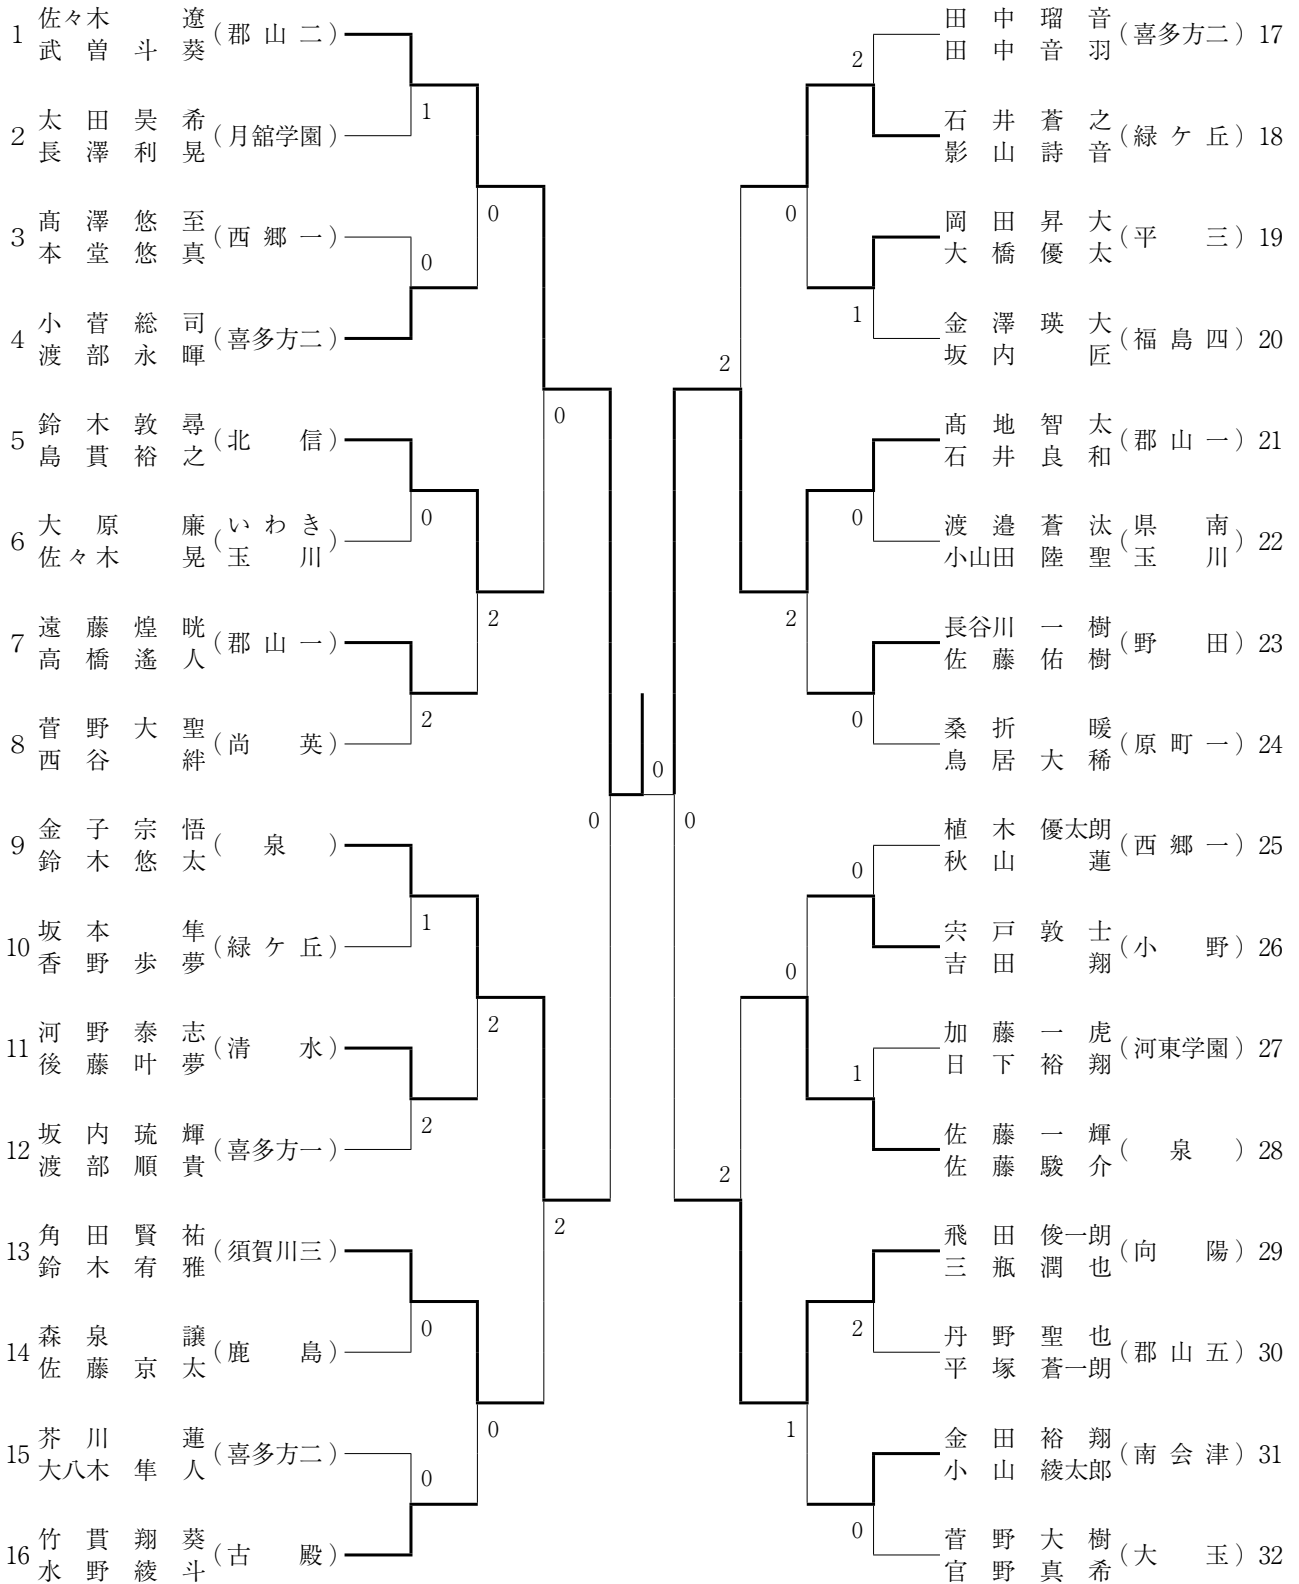 1 佐々木 遼 (郡山二)
武曽斗葵
2 太田昊希 (月舘学園)
長澤利晃
3 髙澤悠至 (西郷一)
本堂悠真
4 小菅総司 (喜多方二)
渡部永暉
5 鈴木敦尋 (北信)
島貫裕之
6 大原 廉 (いわき
佐々木 晃 玉川)
7 遠藤煌晄 (郡山一)
高橋遙人
8 菅野大聖 (尚英)
西谷 絆
9 金子宗悟 (泉)
鈴木悠太
10 坂本 隼 (緑ケ丘)
香野歩夢
11 河野泰志 (清水)
後藤叶夢
12 坂内琉輝 (喜多方一)
渡部順貴
13 角田賢祐 (須賀川三)
鈴木宥雅
14 森泉 譲 (鹿島)
佐藤京太
15 芥川 蓮 (喜多方二)
大八木隼人
16 竹貫翔葵 (古殿)
水野綾斗
1
0
0
2
1
2
0
0
0
2
2
0
0
2
0
0
0
2
2
0
2
0
1
0
0
0
1
2
0
2
1
田中瑠音 (喜多方二) 17
田中音羽
石井蒼之 (緑ケ丘) 18
影山詩音
岡田昇大 (平三) 19
大橋優太
金澤瑛大 (福島四) 20
坂内 匠
髙地智太 (郡山一) 21
石井良和
渡邉蒼汰 (県南 22
小山田陸聖 玉川)
長谷川一樹 (野田) 23
佐藤佑樹
桑折 暖 (原町一) 24
鳥居大稀
植木優太朗 (西郷一) 25
秋山 蓮
宍戸敦士 (小野) 26
吉田 翔
加藤一虎 (河東学園) 27
日下裕翔
佐藤一輝 (泉) 28
佐藤駿介
飛田俊一朗 (向陽) 29
三瓶潤也
丹野聖也 (郡山五) 30
平塚蒼一朗
金田裕翔 (南会津) 31
小山綾太郎
菅野大樹 (大玉) 32
官野真希